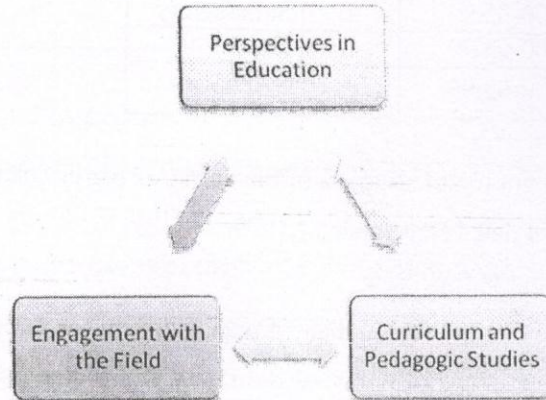 Perspectives in
Education
Engagement with
the Field
Curriculum and
Pedagogic Studies